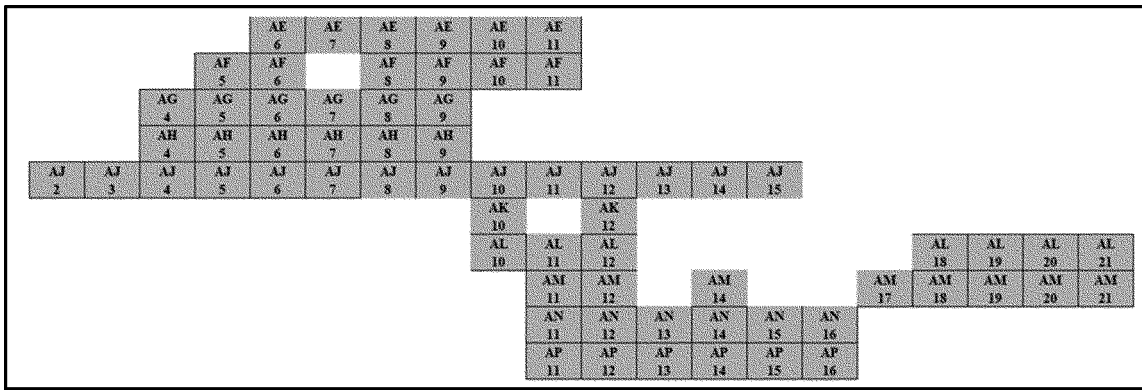 AE AE AE AE AE AE
6 7 8 9 10 11
AF AF AF AF AF AF
5 6 8 9 10 11
AG AG AG AG AG AG
4 5 6 7 8 9
AH AH AH AH AH AH
4 5 6 7 8 9
AJ AJ AJ AJ AJ AJ AJ AJ AJ AJ AJ AJ AJ AJ
2 3 4 5 6 7 8 9 10 11 12 13 14 15
AK AK
10 12
AL AL AL AL AL AL AL
10 11 12 18 19 20 21
AM AM AM AM AM AM AM AM
11 12 14 17 18 19 20 21
AN AN AN AN AN AN
11 12 13 14 15 16
AP AP AP AP AP AP
11 12 13 14 15 16